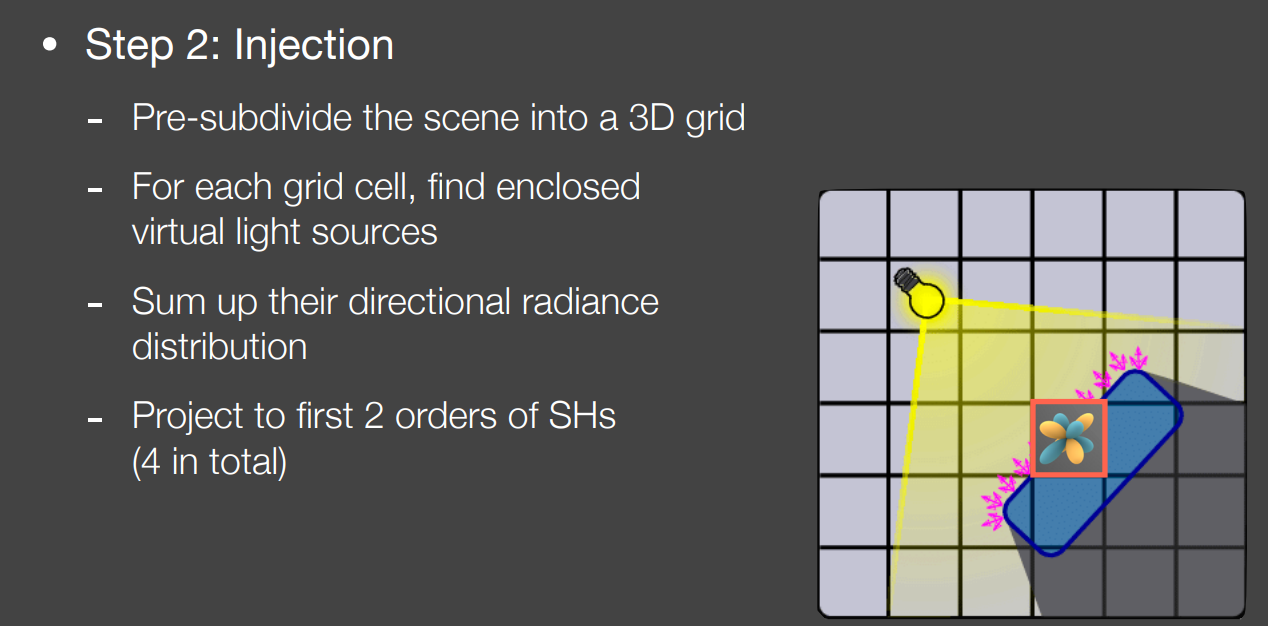 • Step 2: Injection
- Pre-subdivide the scene into a 3D grid
- For each grid cell, find enclosed
virtual light sources
- Sum up their directional radiance
distribution
- Project to first 2 orders of SHs
(4 in total)